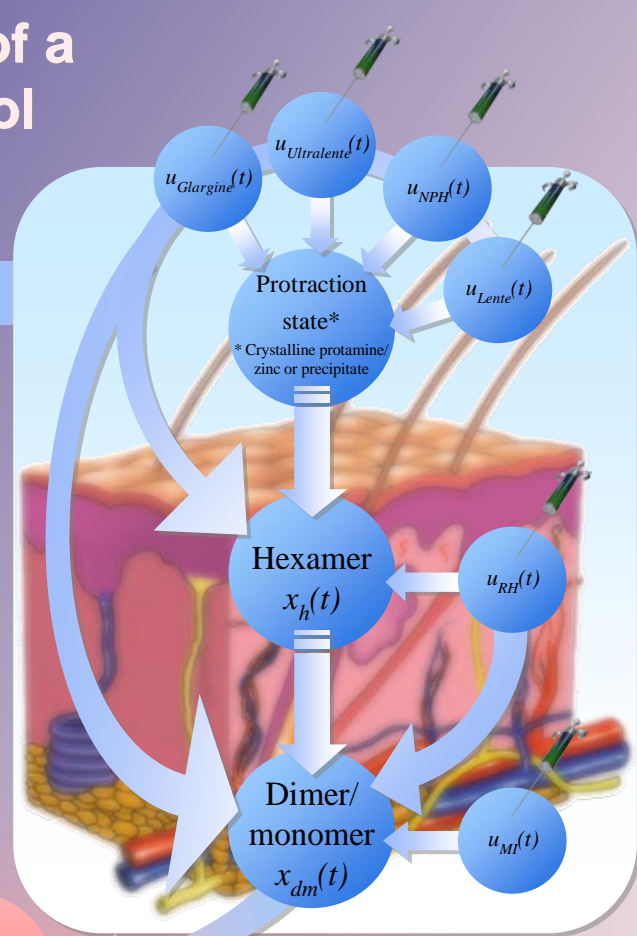 of a
ol
u_Glargine(t)
u_Ultralente(t)
u_NPH(t)
u_Lente(t)
Protraction
state*
* Crystalline protamine/
zinc or precipitate
Hexamer
x_h(t)
u_RH(t)
Dimer/
monomer
x_dm(t)
u_MI(t)